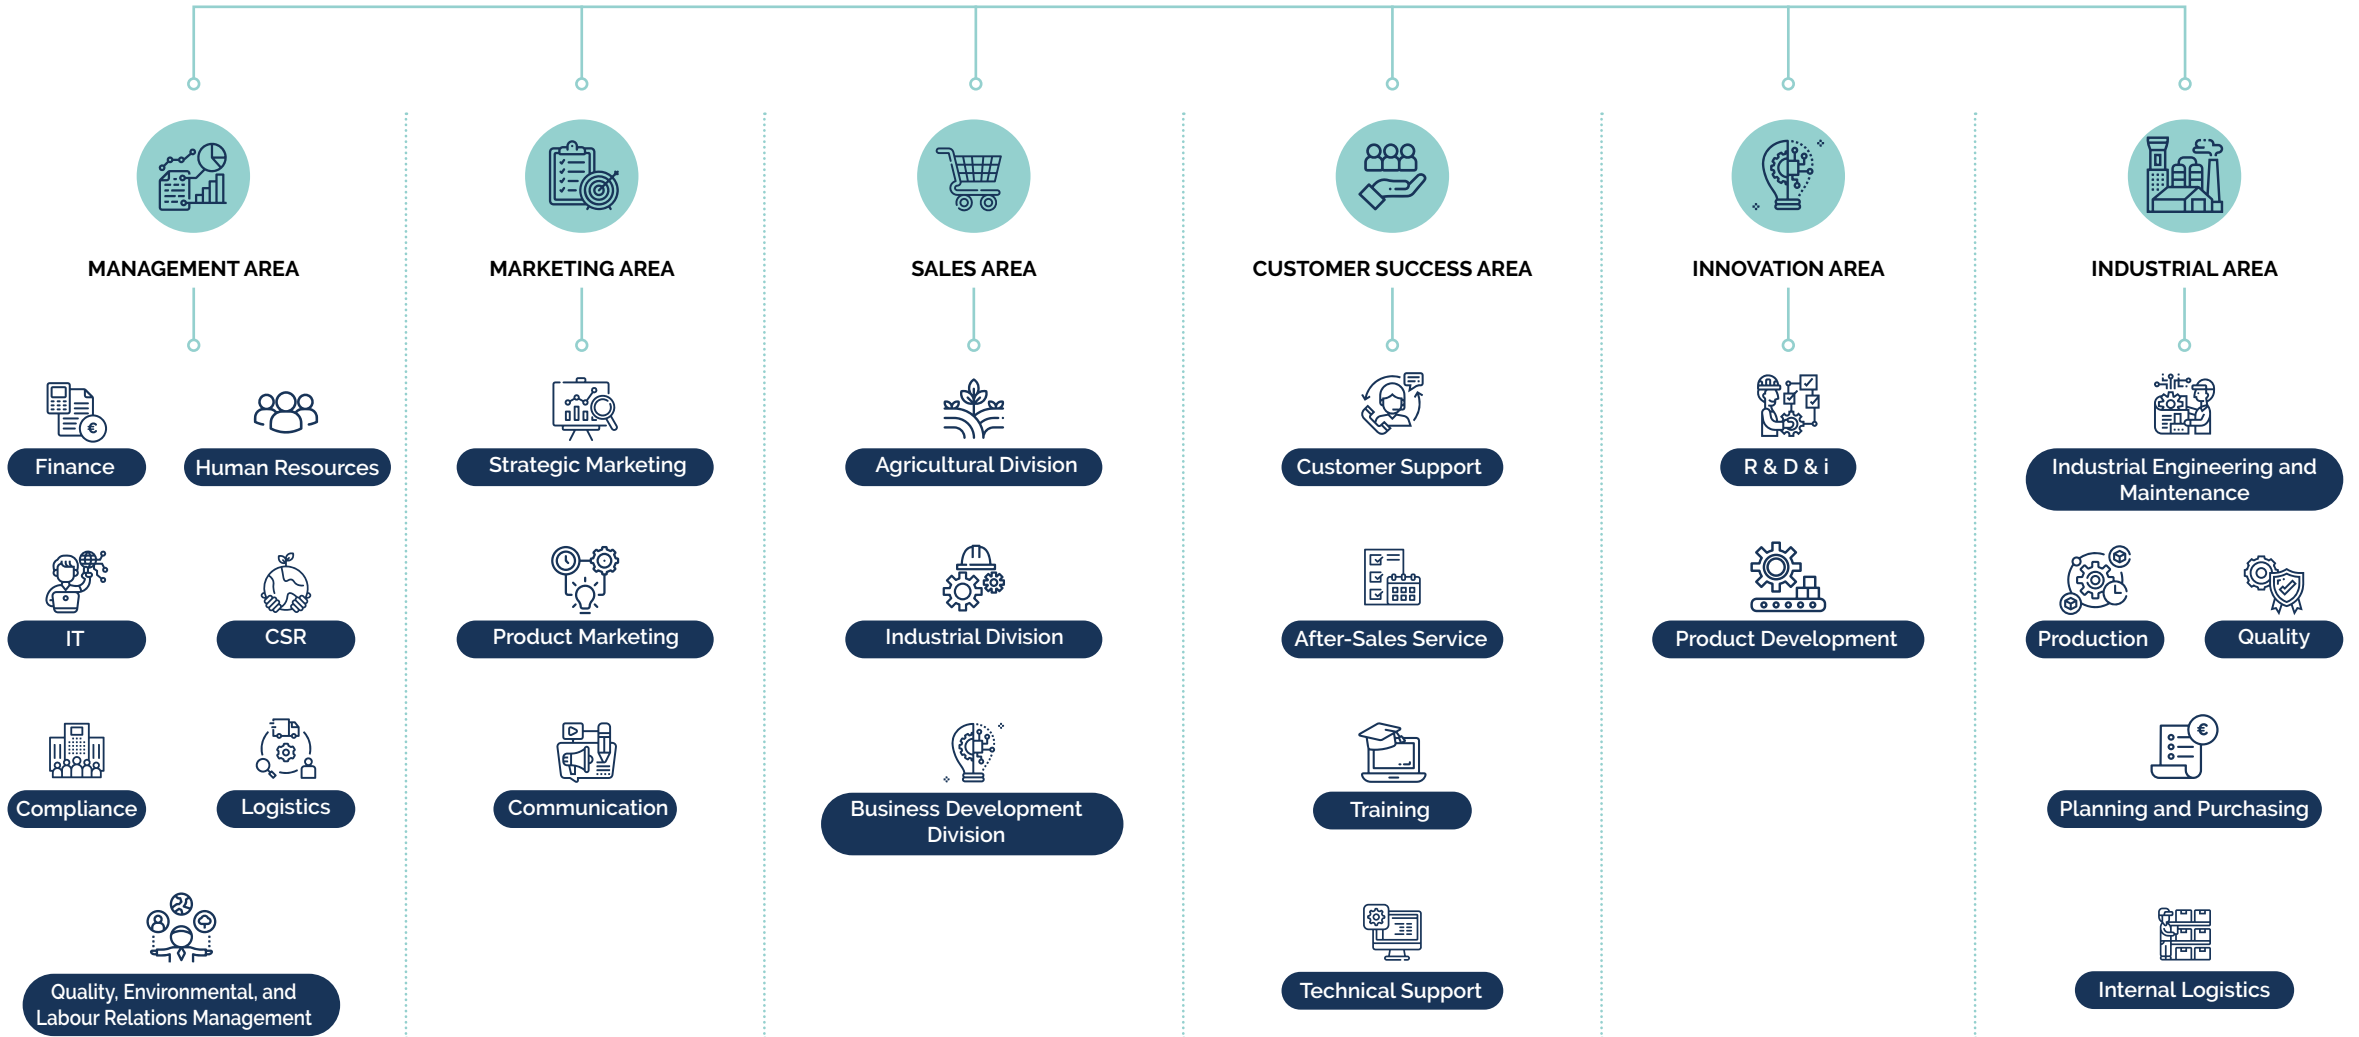 MANAGEMENT AREA
Finance
Human Resources
IT
CSR
Compliance
Logistics
Quality, Environmental, and
Labour Relations Management
MARKETING AREA
Strategic Marketing
Product Marketing
Communication
SALES AREA
Agricultural Division
Industrial Division
Business Development
Division
CUSTOMER SUCCESS AREA
Customer Support
After-Sales Service
Training
Technical Support
INNOVATION AREA
R & D & i
Product Development
INDUSTRIAL AREA
Industrial Engineering and
Maintenance
Production
Quality
Planning and Purchasing
Internal Logistics